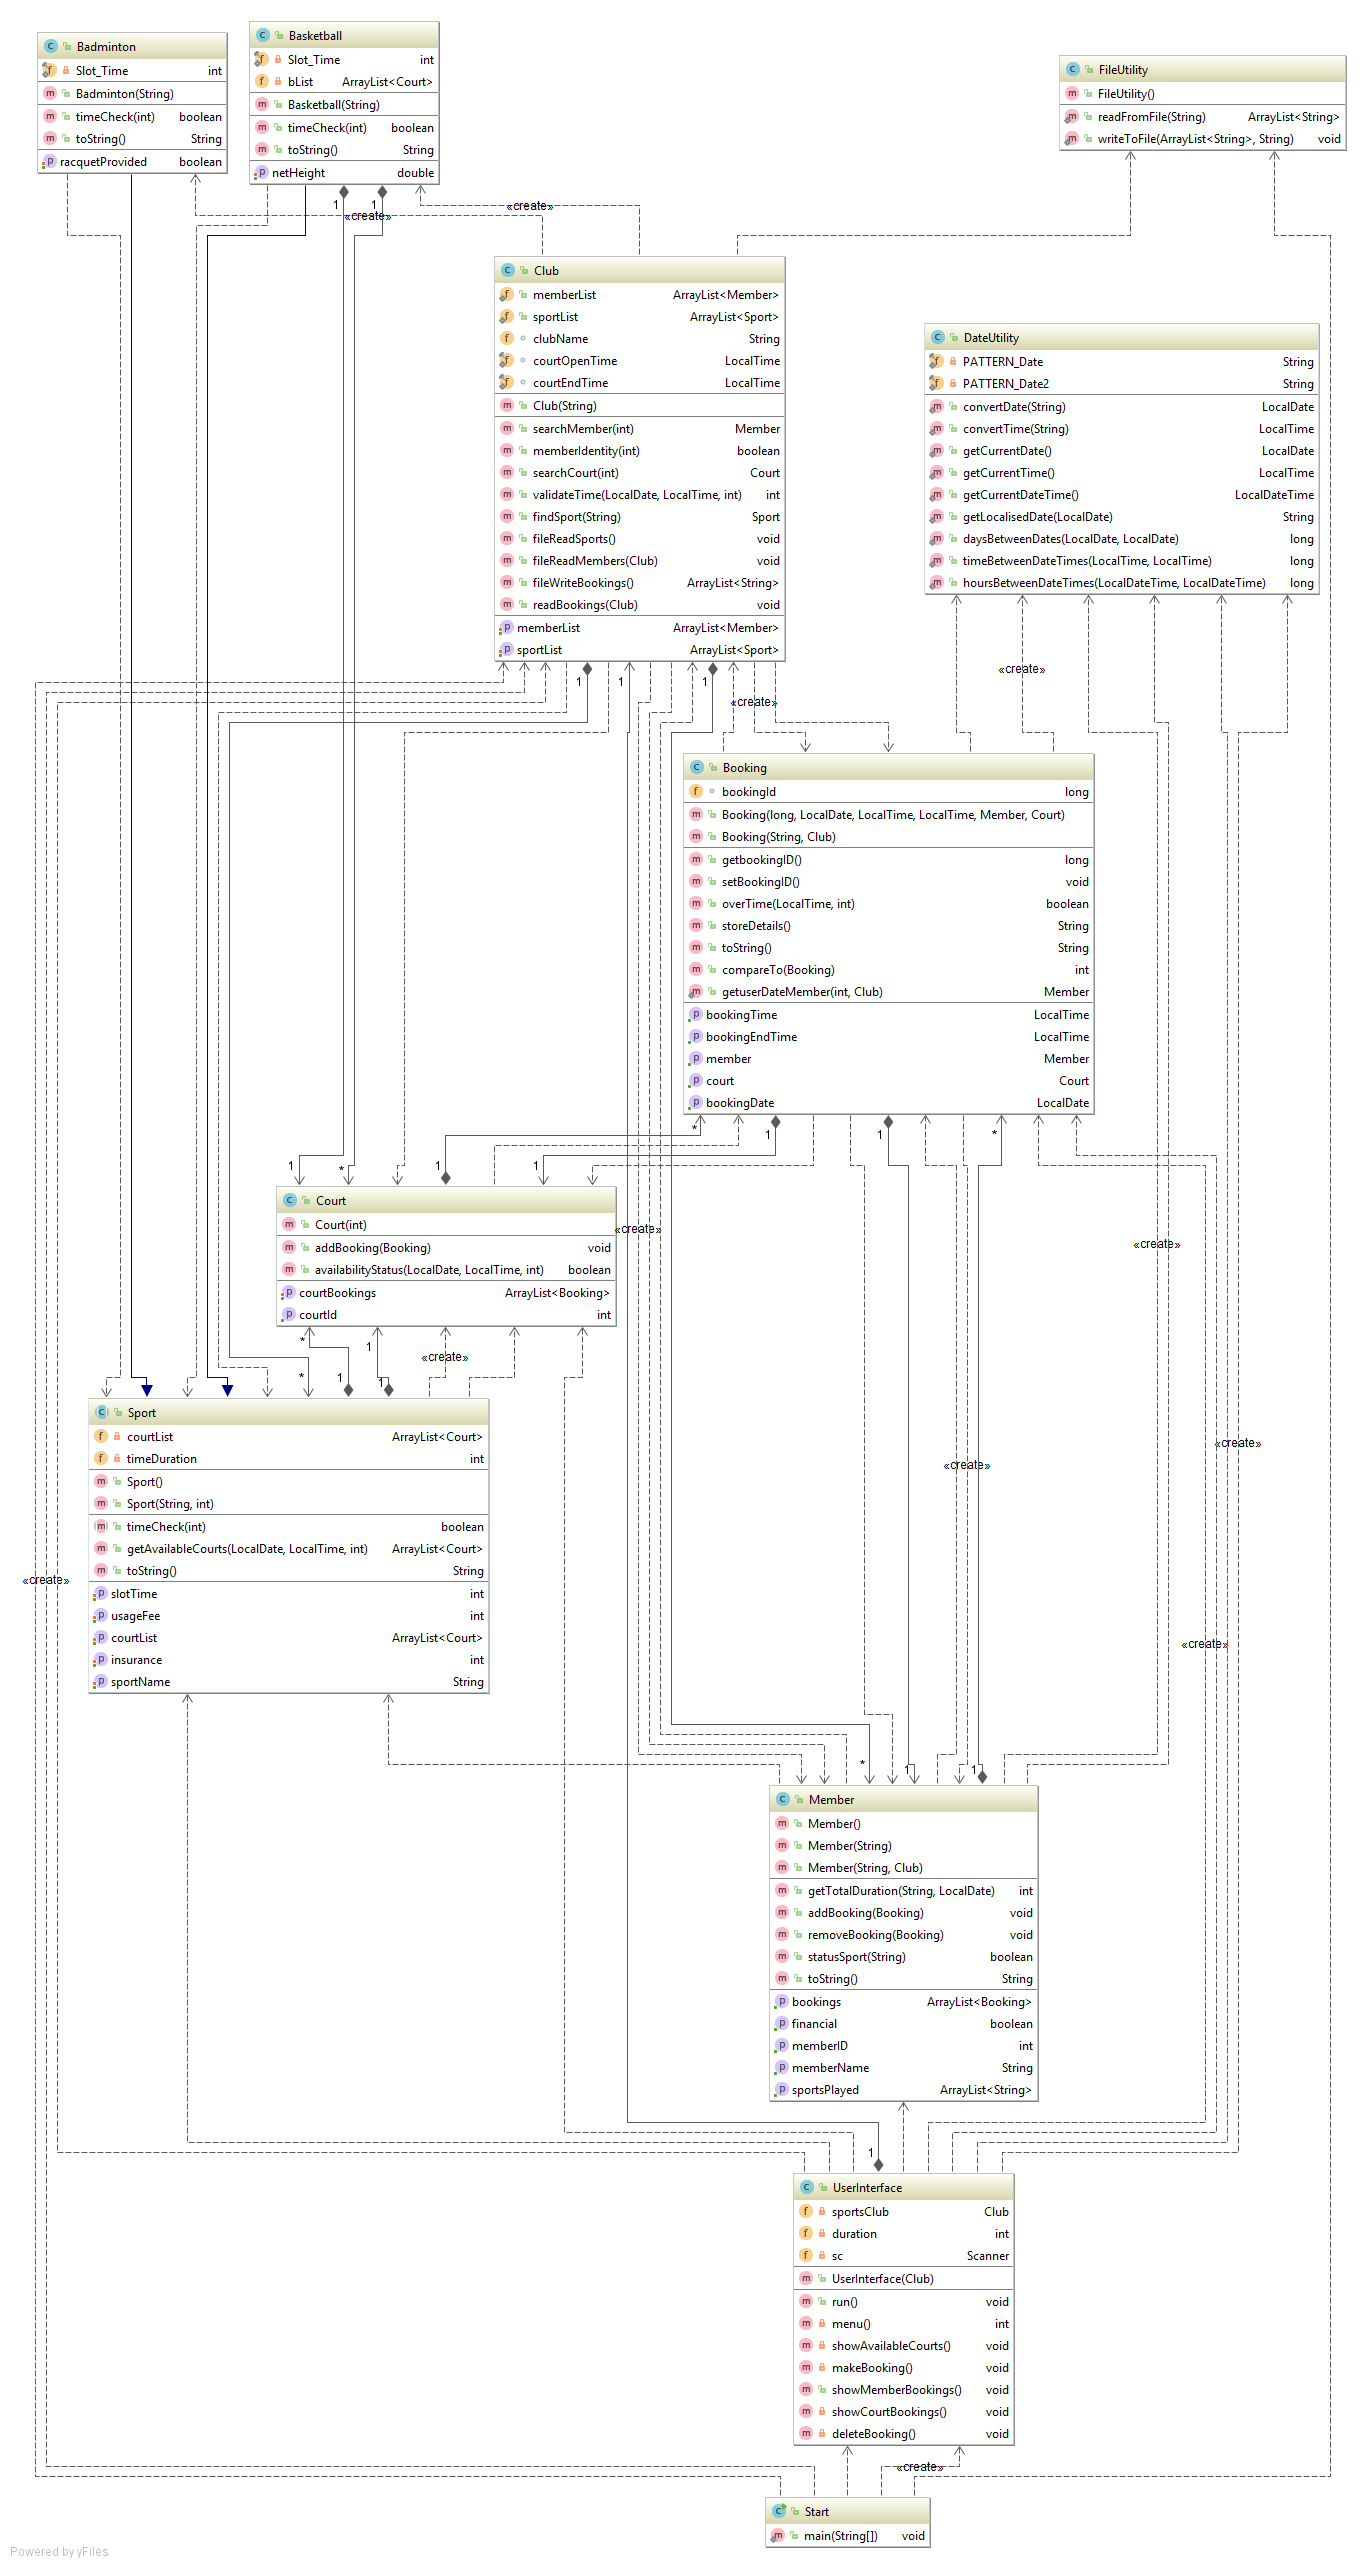 Badminton
Slot_Time int
Badminton(String)
timeCheck(int) boolean
toString() String
racquetProvided boolean
Basketball
Slot_Time int
bList ArrayList<Court>
Basketball(String)
timeCheck(int) boolean
toString() String
netHeight double
FileUtility
FileUtility()
readFromFile(String) ArrayList<String>
writeToFile(ArrayList<String>, String) void
1
1
«create»
«create»
Club
memberList ArrayList<Member>
sportList ArrayList<Sport>
clubName String
courtOpenTime LocalTime
courtEndTime LocalTime
Club(String)
searchMember(int) Member
memberIdentity(int) boolean
searchCourt(int) Court
validateTime(LocalDate, LocalTime, int) int
findSport(String) Sport
fileReadSports() void
fileReadMembers(Club) void
fileWriteBookings() ArrayList<String>
readBookings(Club) void
memberList ArrayList<Member>
sportList ArrayList<Sport>
DateUtility
PATTERN_Date String
PATTERN_Date2 String
convertDate(String) LocalDate
convertTime(String) LocalTime
getCurrentDate() LocalDate
getCurrentTime() LocalTime
getCurrentDateTime() LocalDateTime
getLocalisedDate(LocalDate) String
daysBetweenDates(LocalDate, LocalDate) long
timeBetweenDateTimes(LocalTime, LocalTime) long
hoursBetweenDateTimes(LocalDateTime, LocalDateTime) long
1
1
1
«create»
«create»
Booking
bookingId long
Booking(long, LocalDate, LocalTime, LocalTime, Member, Court)
Booking(String, Club)
getbookingID() long
setBookingID() void
overTime(LocalTime, int) boolean
storeDetails() String
toString() String
compareTo(Booking) int
getuserDateMember(int, Club) Member
bookingTime LocalTime
bookingEndTime LocalTime
member Member
court Court
bookingDate LocalDate
*
1
1
*
1
*
1
1
Court
Court(int)
addBooking(Booking) void
availabilityStatus(LocalDate, LocalTime, int) boolean
courtBookings ArrayList<Booking>
courtId int
«create»
«create»
*
1
«create»
*
1
1
Sport
courtList ArrayList<Court>
timeDuration int
Sport()
Sport(String, int)
timeCheck(int) boolean
getAvailableCourts(LocalDate, LocalTime, int) ArrayList<Court>
toString() String
slotTime int
usageFee int
courtList ArrayList<Court>
insurance int
sportName String
«create»
«create»
«create»
«create»
*
1
1
Member
Member()
Member(String)
Member(String, Club)
getTotalDuration(String, LocalDate) int
addBooking(Booking) void
removeBooking(Booking) void
statusSport(String) boolean
toString() String
bookings ArrayList<Booking>
financial boolean
memberID int
memberName String
sportsPlayed ArrayList<String>
1
UserInterface
sportsClub Club
duration int
sc Scanner
UserInterface(Club)
run() void
menu() int
showAvailableCourts() void
makeBooking() void
showMemberBookings() void
showCourtBookings() void
deleteBooking() void
«create»
Start
main(String[]) void
Powered by yFiles